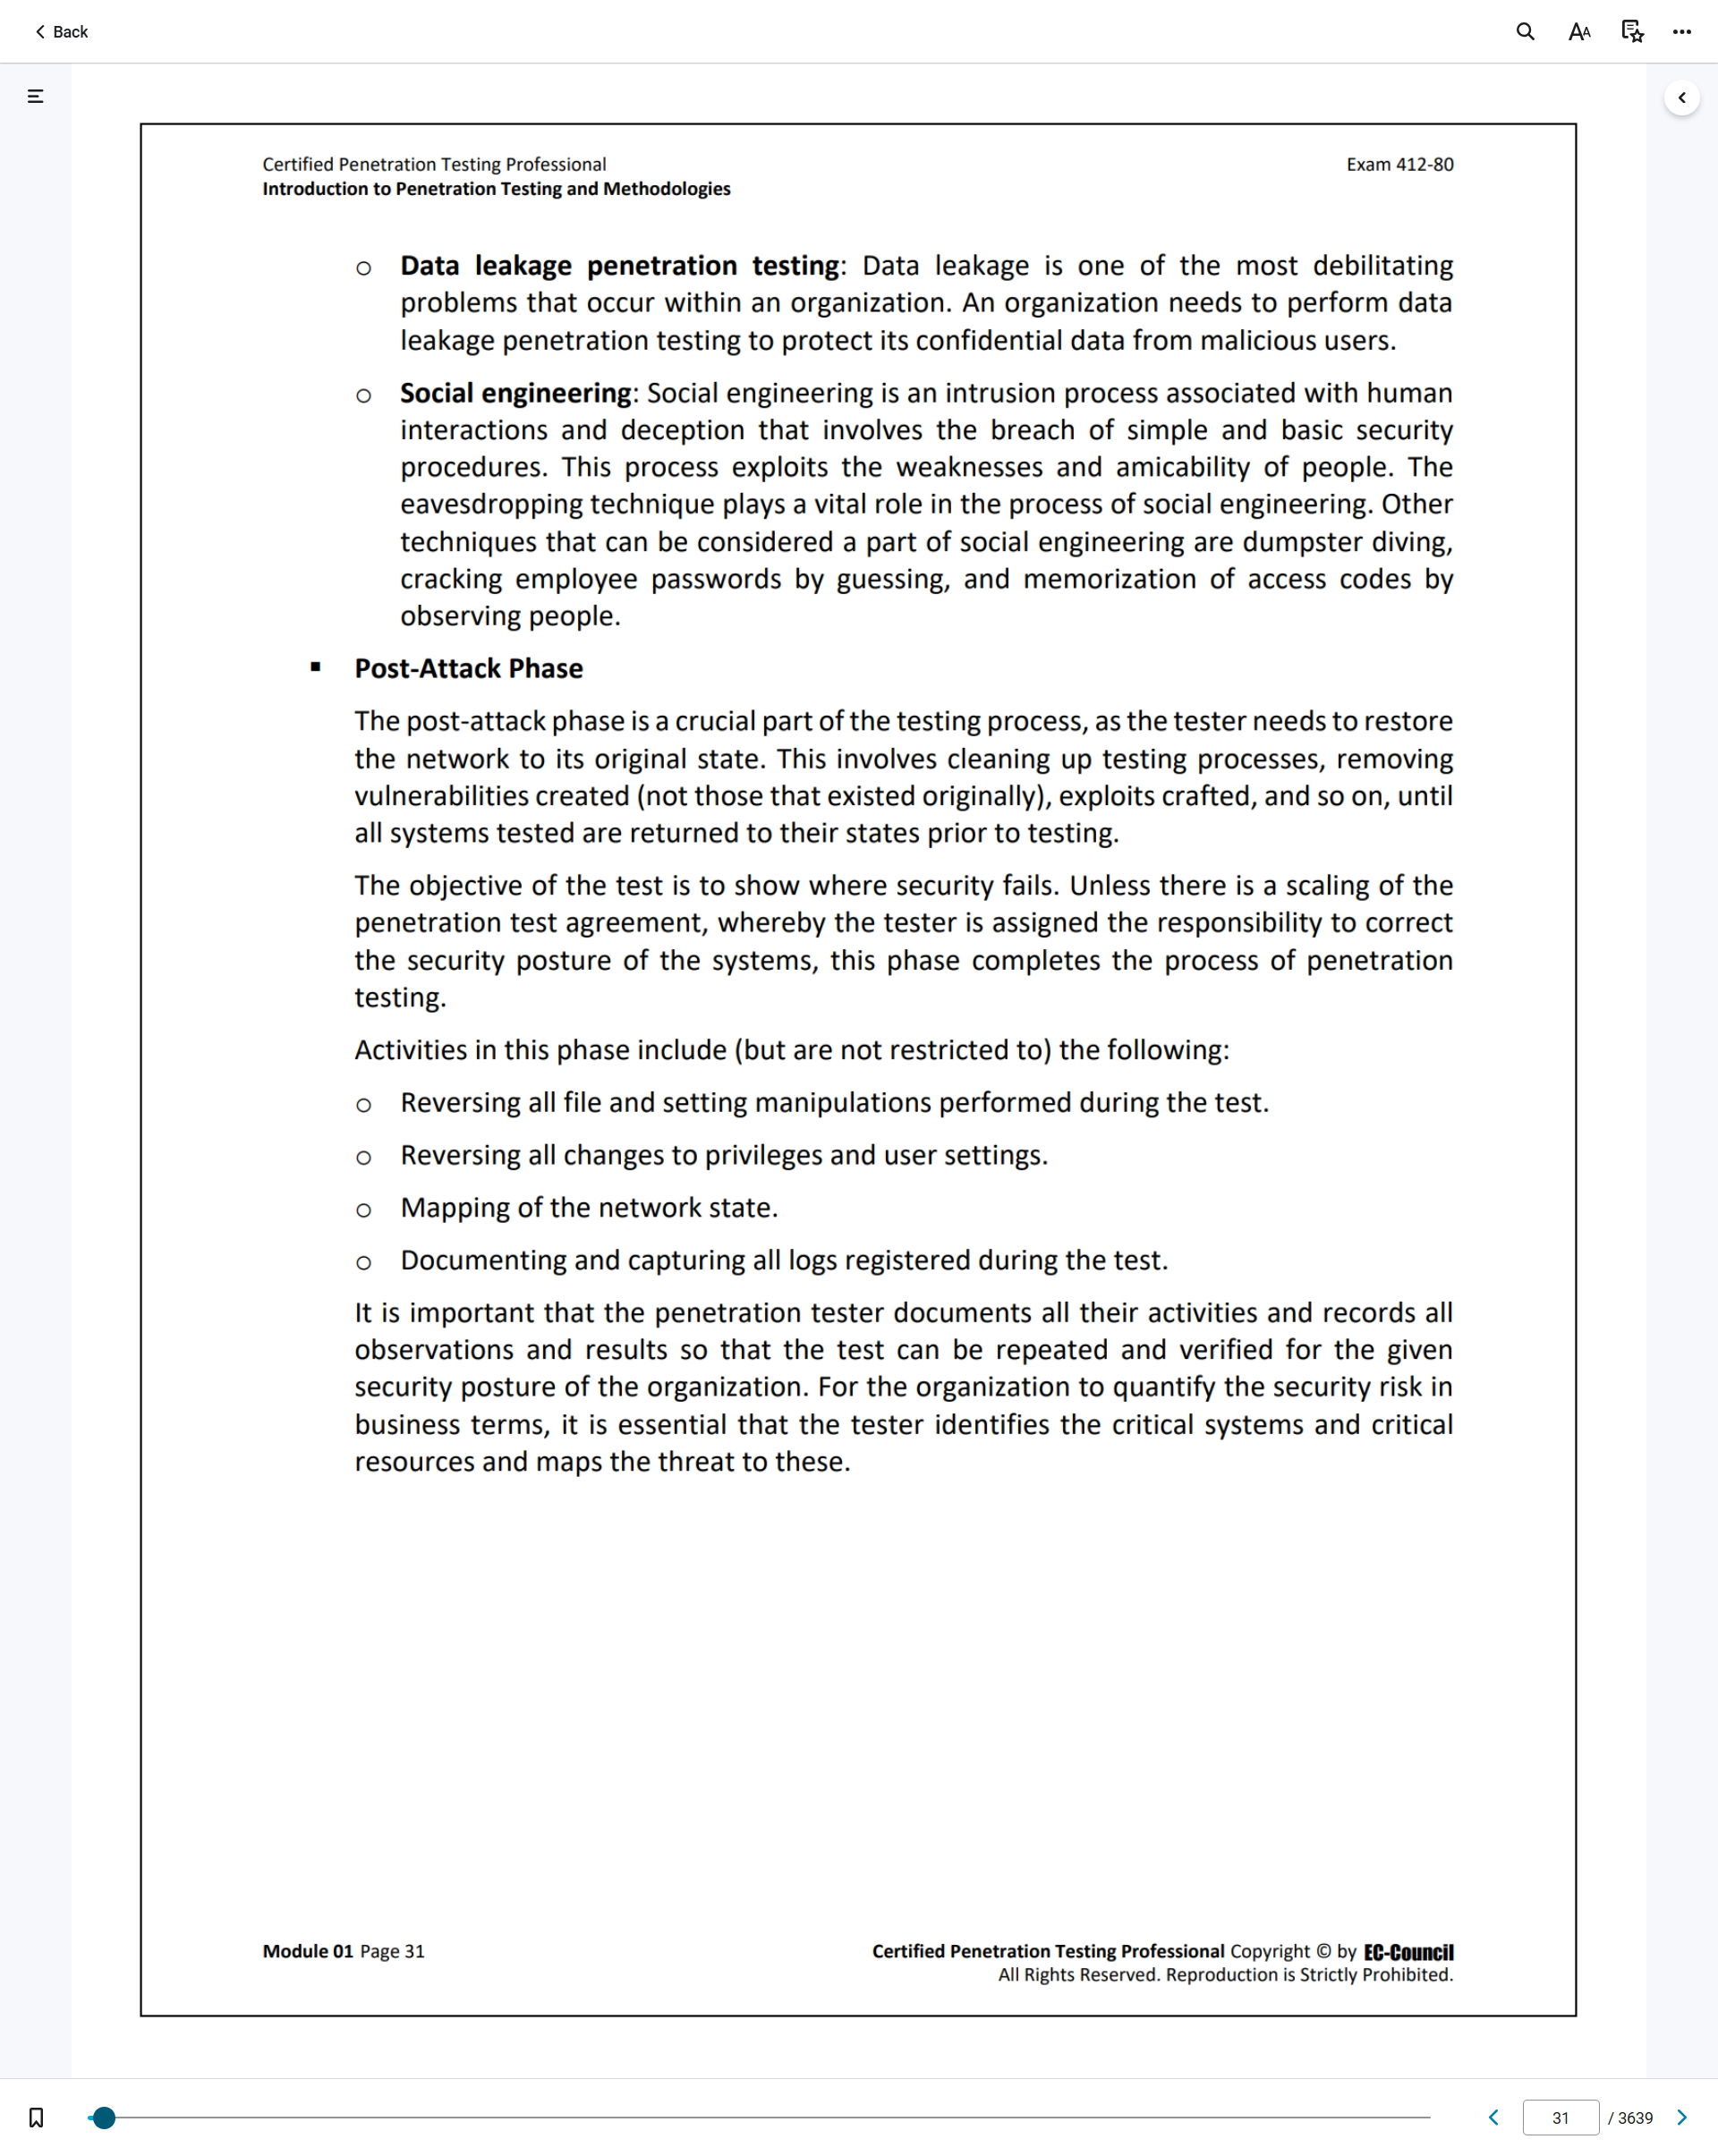 Back
Certified Penetration Testing Professional Exam 412-80
Introduction to Penetration Testing and Methodologies
Data leakage penetration testing: Data leakage is one of the most debilitating
problems that occur within an organization. An organization needs to perform data
leakage penetration testing to protect its confidential data from malicious users.
Social engineering: Social engineering is an intrusion process associated with human
interactions and deception that involves the breach of simple and basic security
procedures. This process exploits the weaknesses and amicability of people. The
eavesdropping technique plays a vital role in the process of social engineering. Other
techniques that can be considered a part of social engineering are dumpster diving,
cracking employee passwords by guessing, and memorization of access codes by
observing people.
Post-Attack Phase
The post-attack phase is a crucial part of the testing process, as the tester needs to restore
the network to its original state. This involves cleaning up testing processes, removing
vulnerabilities created (not those that existed originally), exploits crafted, and so on, until
all systems tested are returned to their states prior to testing.
The objective of the test is to show where security fails. Unless there is a scaling of the
penetration test agreement, whereby the tester is assigned the responsibility to correct
the security posture of the systems, this phase completes the process of penetration
testing.
Activities in this phase include (but are not restricted to) the following:
Reversing all file and setting manipulations performed during the test.
Reversing all changes to privileges and user settings.
Mapping of the network state.
Documenting and capturing all logs registered during the test.
It is important that the penetration tester documents all their activities and records all
observations and results so that the test can be repeated and verified for the given
security posture of the organization. For the organization to quantify the security risk in
business terms, it is essential that the tester identifies the critical systems and critical
resources and maps the threat to these.
Module 01 Page 31 Certified Penetration Testing Professional Copyright © by EC-Council
All Rights Reserved. Reproduction is Strictly Prohibited.
31 / 3639